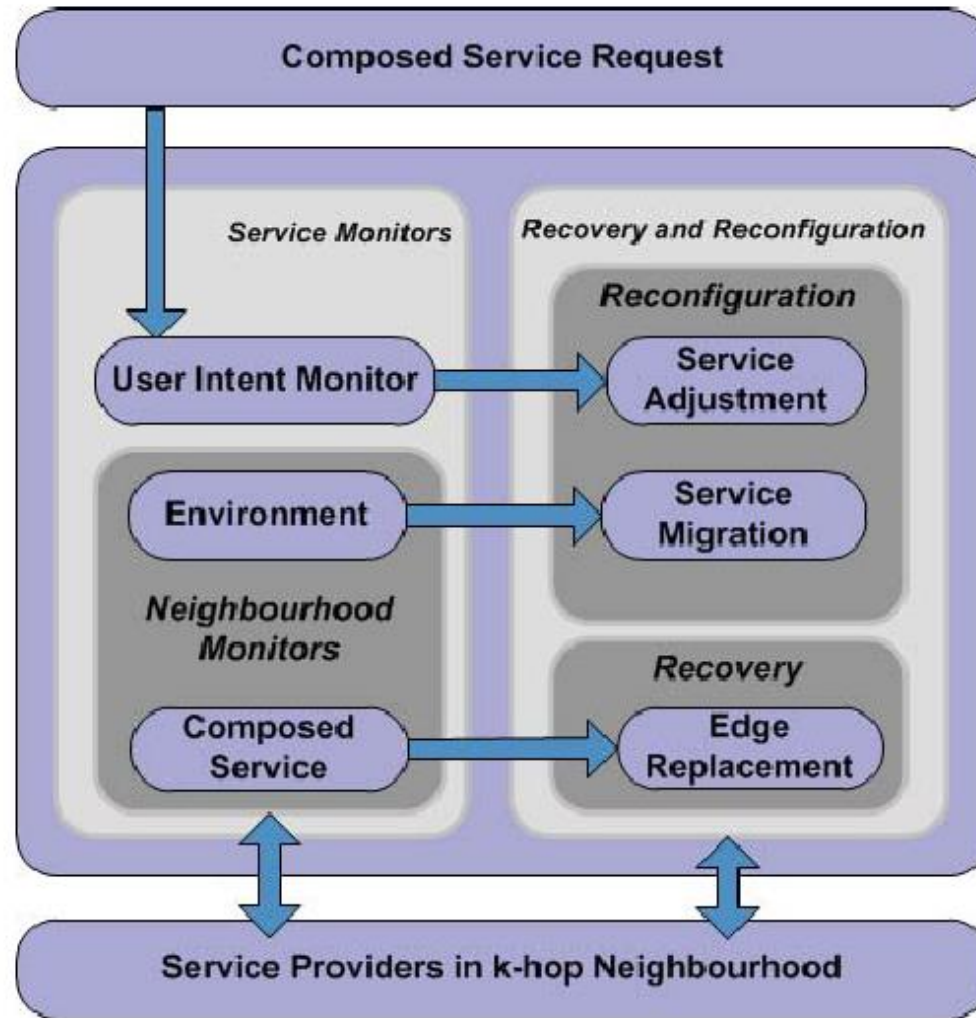 Composed Service Request
Service Monitors
Recovery and Reconfiguration
Reconfiguration
User Intent Monitor
Service
Adjustment
Environment
Service
Migration
Neighbourhood
Monitors
Recovery
Composed
Service
Edge
Replacement
Service Providers in k-hop Neighbourhood